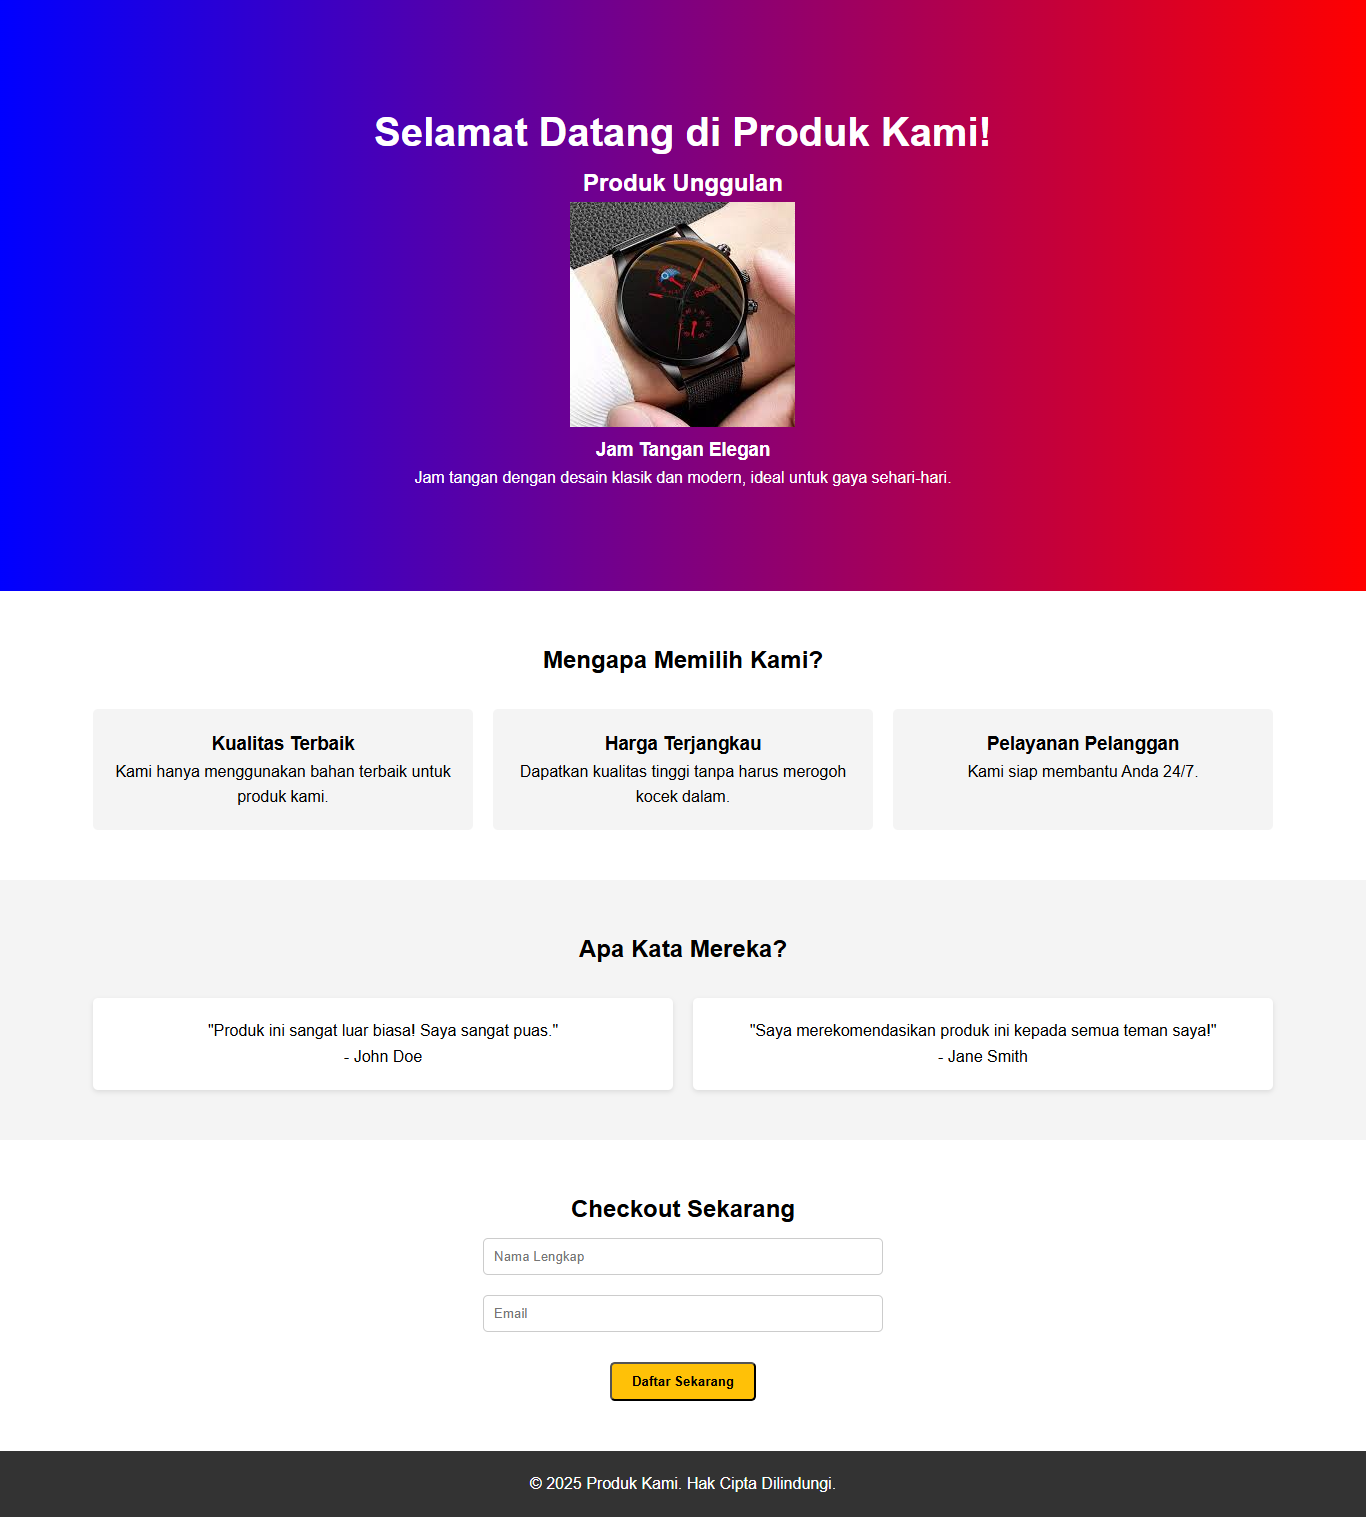 Selamat Datang di Produk Kami!
Produk Unggulan
Jam Tangan Elegan
Jam tangan dengan desain klasik dan modern, ideal untuk gaya sehari-hari.
Mengapa Memilih Kami?
Kualitas Terbaik
Kami hanya menggunakan bahan terbaik untuk
produk kami.
Harga Terjangkau
Dapatkan kualitas tinggi tanpa harus merogoh
kocek dalam.
Pelayanan Pelanggan
Kami siap membantu Anda 24/7.
Apa Kata Mereka?
"Produk ini sangat luar biasa! Saya sangat puas."
- John Doe
"Saya merekomendasikan produk ini kepada semua teman saya!"
- Jane Smith
Checkout Sekarang
Nama Lengkap
Email
Daftar Sekarang
© 2025 Produk Kami. Hak Cipta Dilindungi.